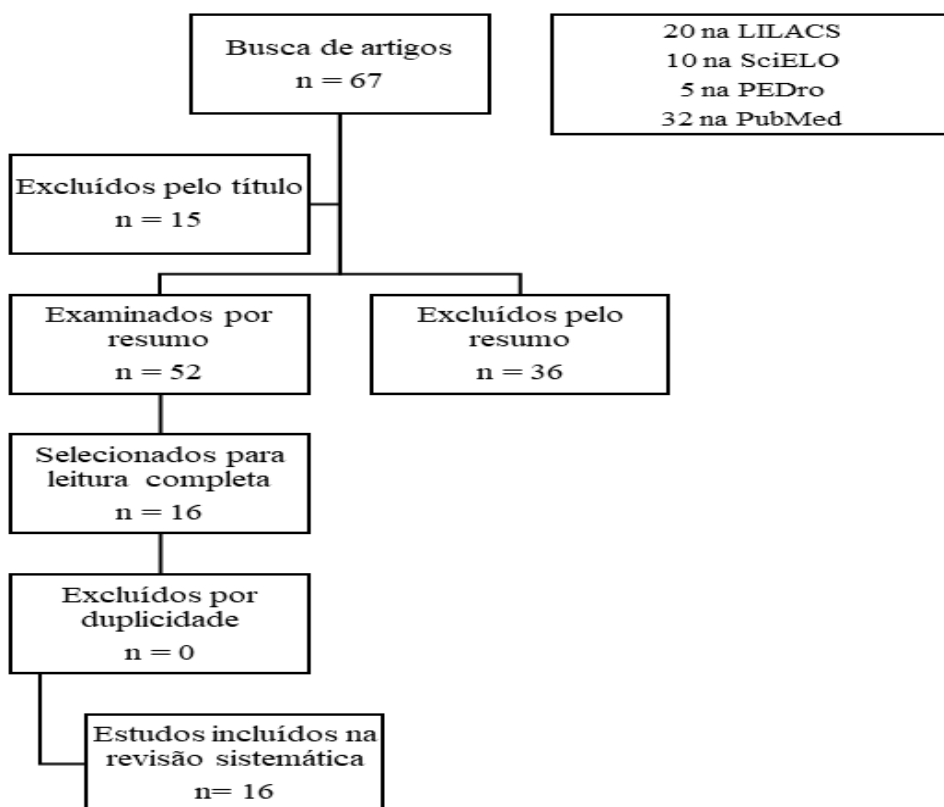 Busca de artigos
n = 67
20 na LILACS
10 na SciELO
5 na PEDro
32 na PubMed
Excluídos pelo título
n = 15
Examinados por
resumo
n = 52
Excluídos pelo
resumo
n = 36
Selecionados para
leitura completa
n = 16
Excluídos por
duplicidade
n = 0
Estudos incluídos na
revisão sistemática
n= 16